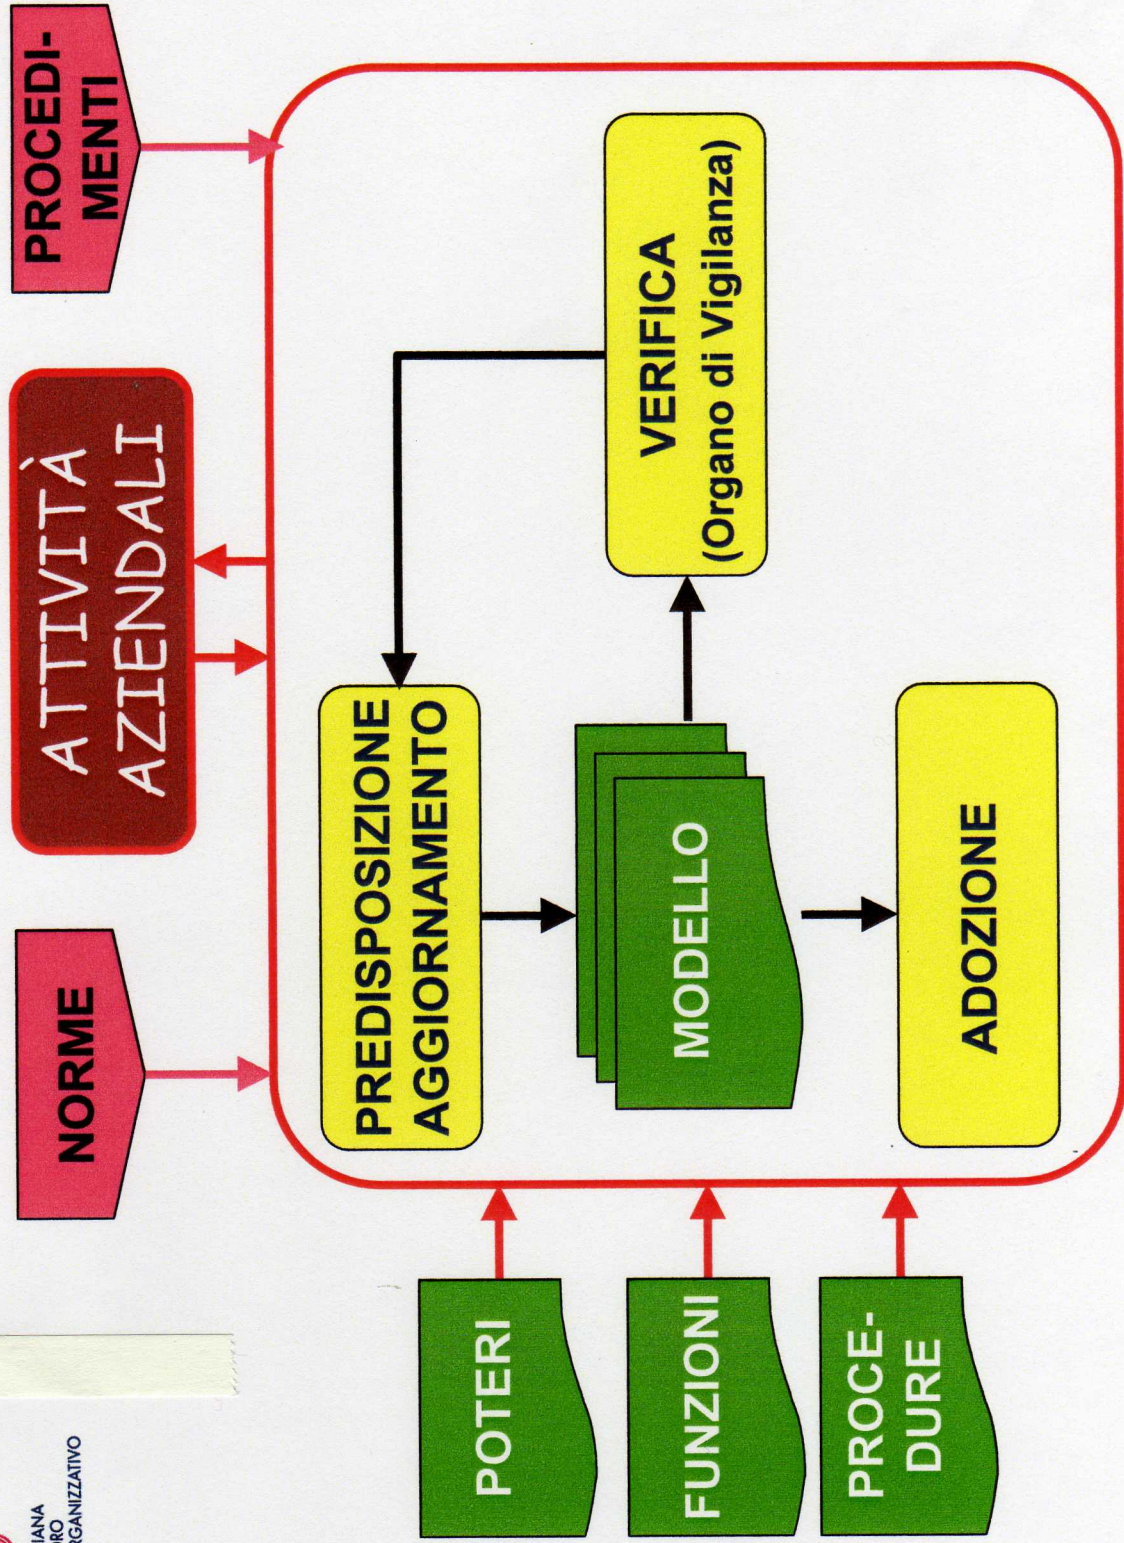 IANA
ORO
RGANIZZATIVO
NORME
ATTIVITÀ
AZIENDALI
PROCEDI-
MENTI
POTERI
PREDISPOSIZIONE
AGGIORNAMENTO
FUNZIONI
MODELLO
VERIFICA
(Organo di Vigilanza)
PROCE-
DURE
ADOZIONE